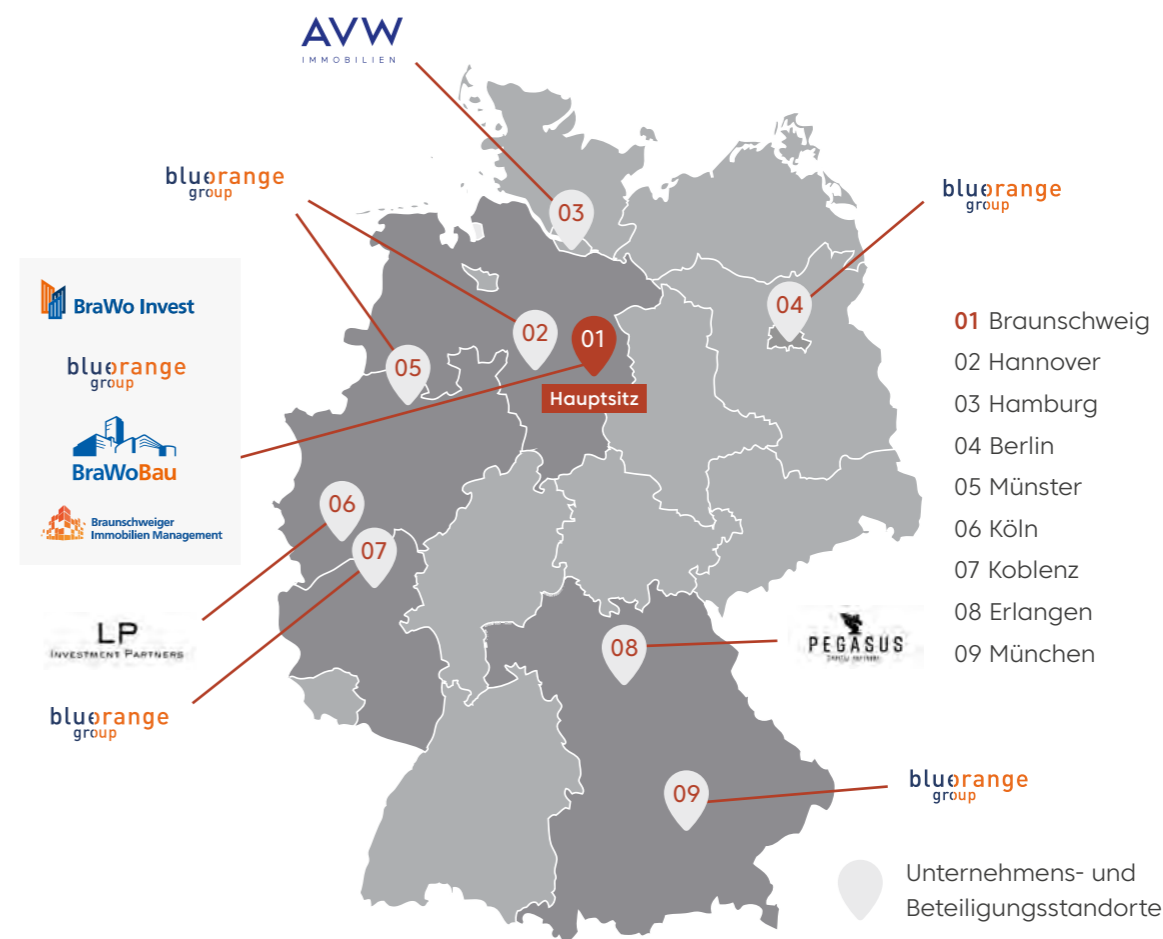 AVW
IMMOBILIEN
blueorange
group
blueorange
group
03
04
BraWo Invest
blueorange
group
BraWoBau
Braunschweiger
Immobilien Management
02
01
Hauptsitz
05
06
07
08
09
LP
INVESTMENT PARTNERS
blueorange
group
PEGASUS
CAPITAL PARTNERS
blueorange
group
01 Braunschweig
02 Hannover
03 Hamburg
04 Berlin
05 Münster
06 Köln
07 Koblenz
08 Erlangen
09 München
Unternehmens- und
Beteiligungsstandorte